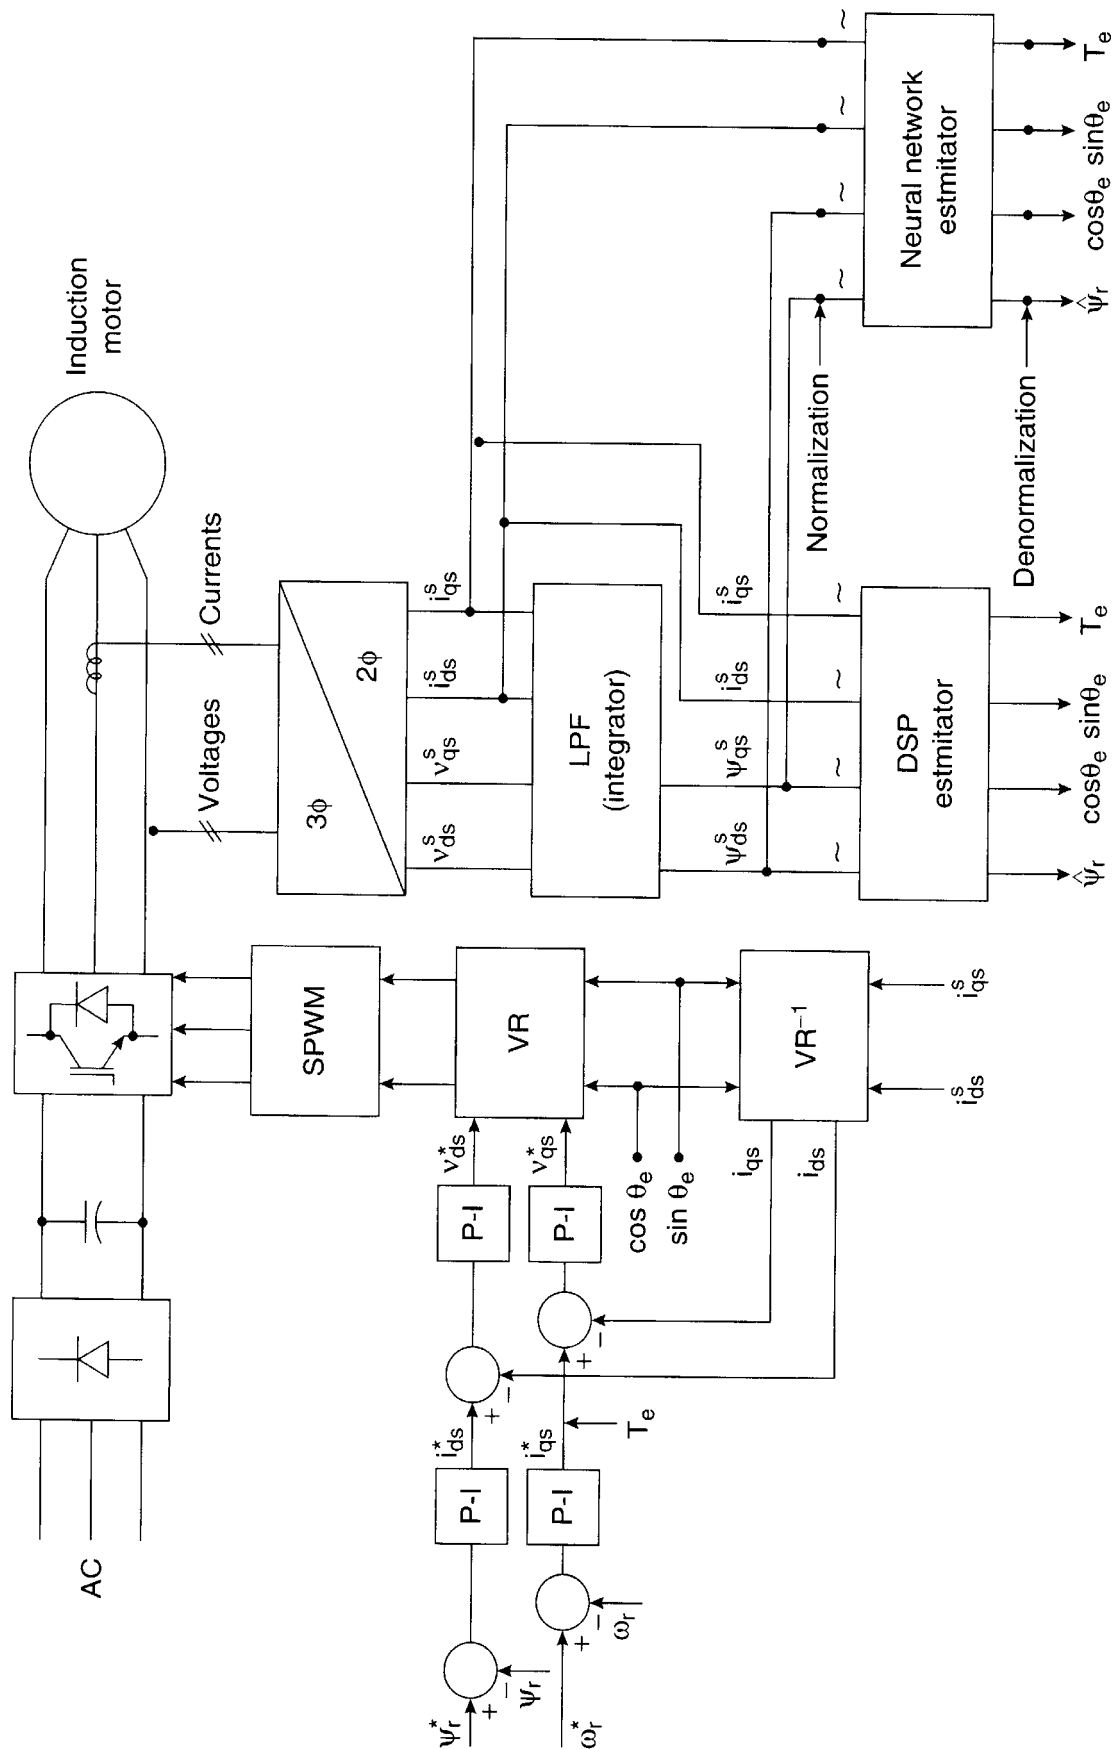 AC
Induction
motor
Voltages
Currents
3ϕ
2ϕ
SPWM
v_ds^s
v_qs^s
i_ds^s
i_qs^s
ψ_r^*
+
−
ψ_r
P-I
i_ds^*
+
−
P-I
v_ds^*
VR
LPF
(integrator)
ω_r^*
+
−
ω_r
P-I
i_qs^*
T_e
+
−
P-I
v_qs^*
cos θ_e
sin θ_e
i_qs
i_ds
VR⁻¹
i_ds^s
i_qs^s
ψ_ds^s
ψ_qs^s
i_ds^s
i_qs^s
~
~
~
~
DSP
estmitator
ψ̂_r
cosθ_e
sinθ_e
T_e
Normalization
Denormalization
~
~
~
~
Neural network
estmitator
ψ̂_r
cosθ_e
sinθ_e
T_e